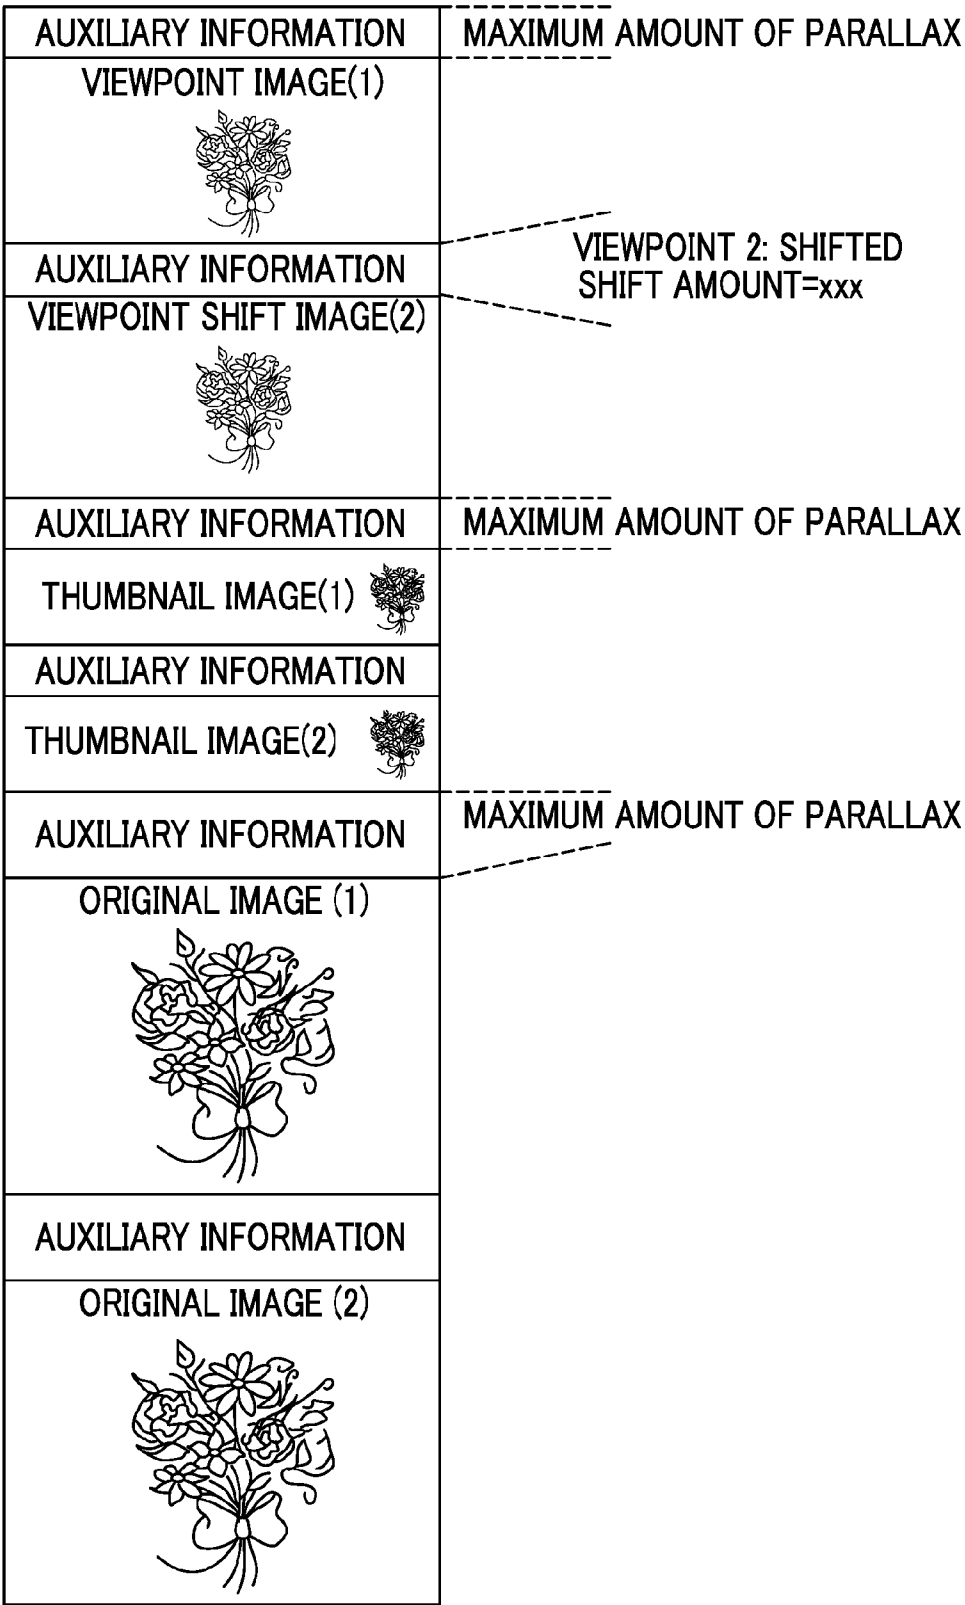 AUXILIARY INFORMATION
MAXIMUM AMOUNT OF PARALLAX
VIEWPOINT IMAGE(1)
AUXILIARY INFORMATION
VIEWPOINT 2: SHIFTED
SHIFT AMOUNT=xxx
VIEWPOINT SHIFT IMAGE(2)
AUXILIARY INFORMATION
MAXIMUM AMOUNT OF PARALLAX
THUMBNAIL IMAGE(1)
AUXILIARY INFORMATION
THUMBNAIL IMAGE(2)
AUXILIARY INFORMATION
MAXIMUM AMOUNT OF PARALLAX
ORIGINAL IMAGE (1)
AUXILIARY INFORMATION
ORIGINAL IMAGE (2)